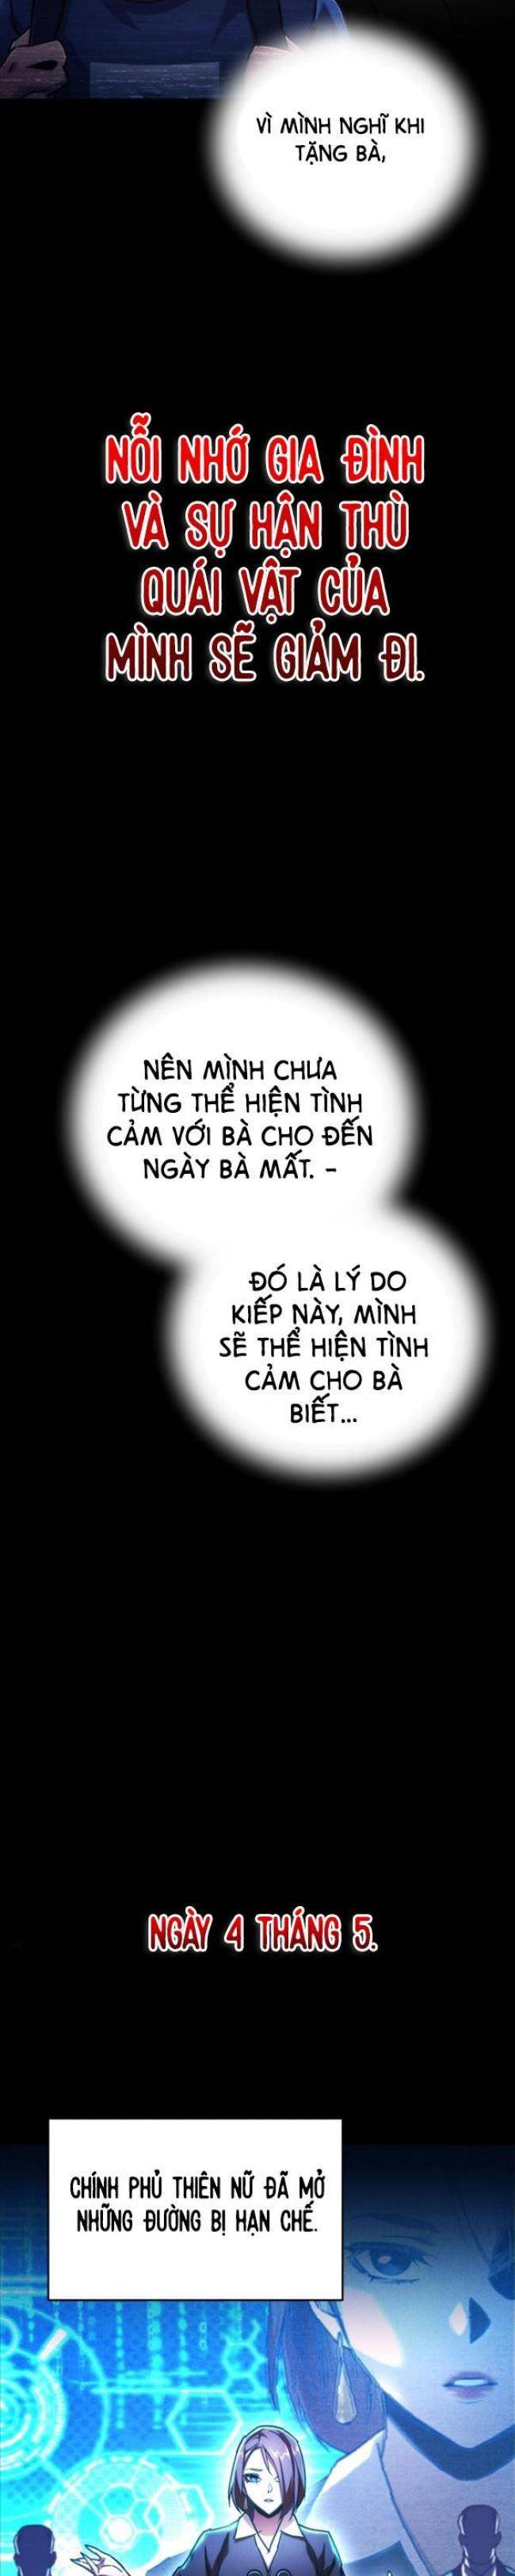 VÌ MÌNH NGHĨ KHI
TẶNG BÀ,
NỖI NHỚ GIA ĐÌNH
VÀ SỰ HẬN THÙ
QUÁI VẬT CỦA
MÌNH SẼ GIẢM ĐI.
NÊN MÌNH CHƯA
TỪNG THỂ HIỆN TÌNH
CẢM VỚI BÀ CHO ĐẾN
NGÀY BÀ MẤT. -
ĐÓ LÀ LÝ DO
KIẾP NÀY, MÌNH
SẼ THỂ HIỆN TÌNH
CẢM CHO BÀ
BIẾT...
NGÀY 4 THÁNG 5.
CHÍNH PHỦ THIÊN NỮ ĐÃ MỞ
NHỮNG ĐƯỜNG BỊ HẠN CHẾ.